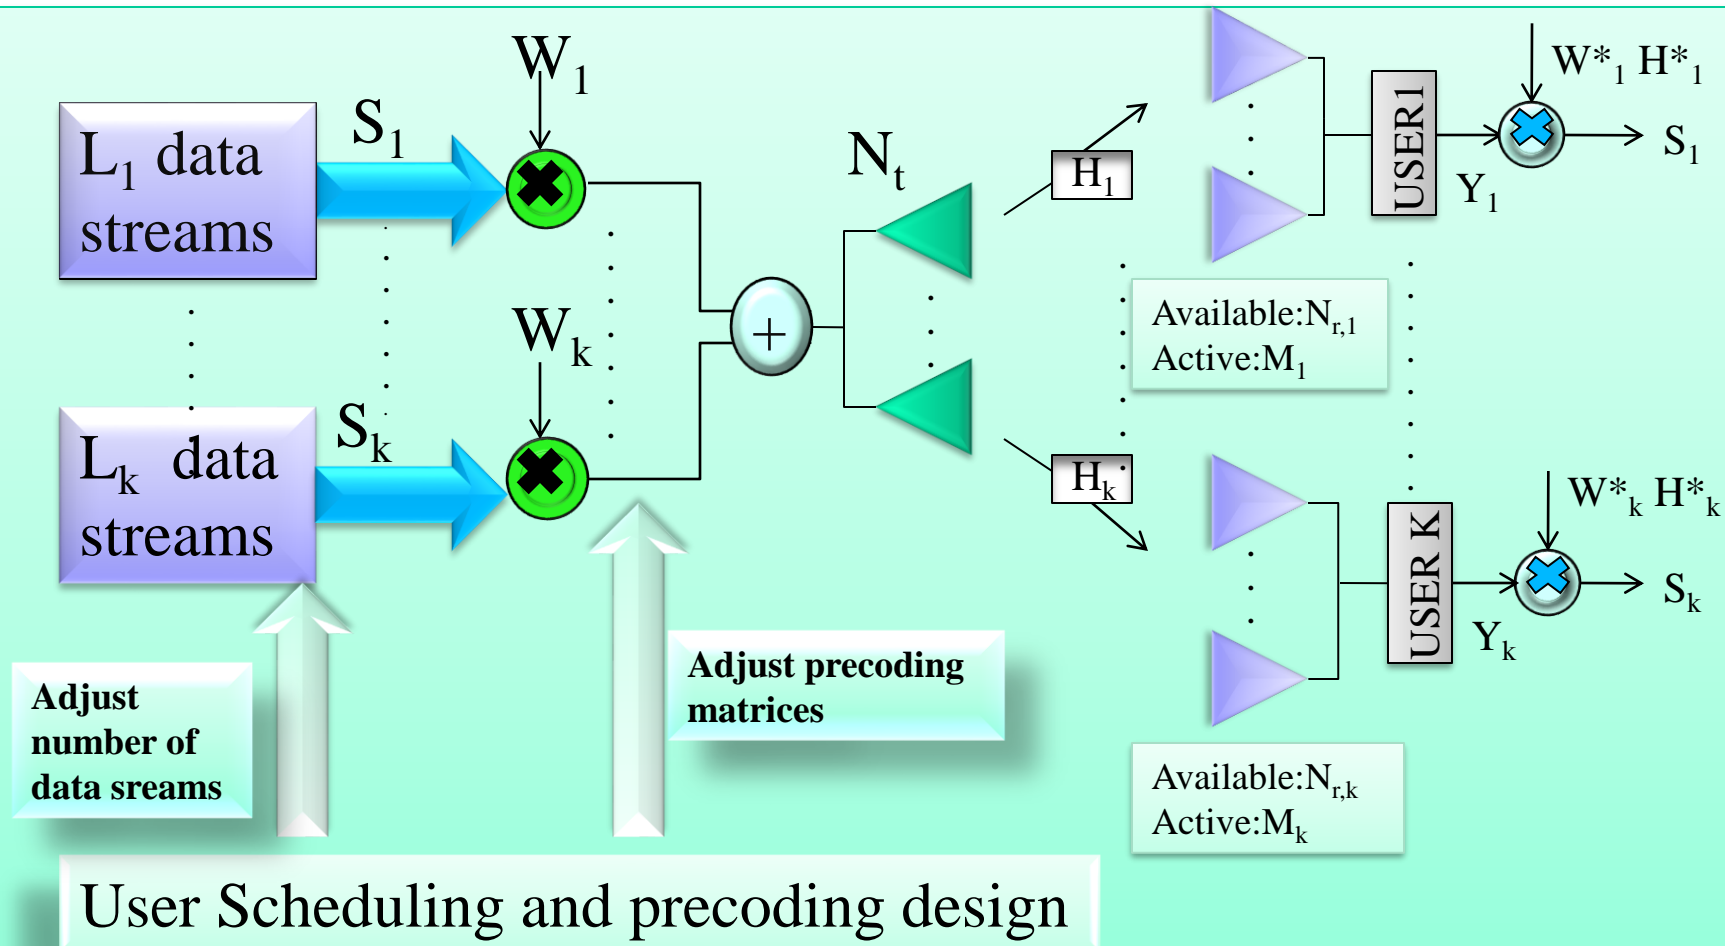 W₁
W*₁ H*₁
L₁ data
streams
S₁
Nₜ
H₁
USER1
Y₁
S₁
Available:Nᵣ,₁
Active:M₁
Wₖ
+
Lₖ data
streams
Sₖ
Hₖ
USER K
Yₖ
W*ₖ H*ₖ
Sₖ
Adjust
number of
data sreams
Adjust precoding
matrices
Available:Nᵣ,ₖ
Active:Mₖ
User Scheduling and precoding design